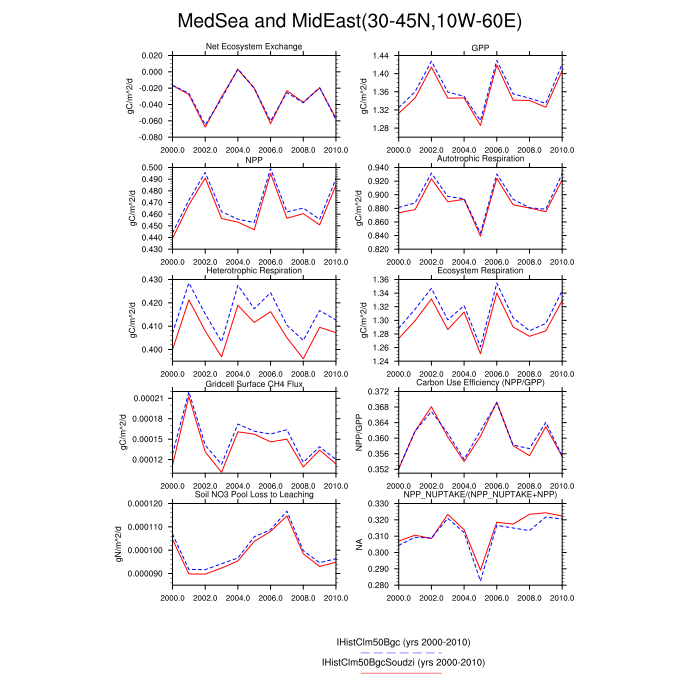 MedSea and MidEast(30-45N,10W-60E)
Net Ecosystem Exchange
gC/m^2/d
0.020
0.000
-0.020
-0.040
-0.060
-0.080
2000.0 2002.0 2004.0 2006.0 2008.0 2010.0
GPP
gC/m^2/d
1.44
1.40
1.36
1.32
1.28
2000.0 2002.0 2004.0 2006.0 2008.0 2010.0
NPP
gC/m^2/d
0.500
0.490
0.480
0.470
0.460
0.450
0.440
0.430
2000.0 2002.0 2004.0 2006.0 2008.0 2010.0
Autotrophic Respiration
gC/m^2/d
0.940
0.920
0.900
0.880
0.860
0.840
0.820
2000.0 2002.0 2004.0 2006.0 2008.0 2010.0
Heterotrophic Respiration
gC/m^2/d
0.430
0.420
0.410
0.400
2000.0 2002.0 2004.0 2006.0 2008.0 2010.0
Ecosystem Respiration
gC/m^2/d
1.36
1.34
1.32
1.30
1.28
1.26
1.24
2000.0 2002.0 2004.0 2006.0 2008.0 2010.0
Gridcell Surface CH4 Flux
gC/m^2/d
0.00021
0.00018
0.00015
0.00012
2000.0 2002.0 2004.0 2006.0 2008.0 2010.0
Carbon Use Efficiency (NPP/GPP)
NPP/GPP
0.372
0.368
0.364
0.360
0.356
0.352
2000.0 2002.0 2004.0 2006.0 2008.0 2010.0
Soil NO3 Pool Loss to Leaching
gN/m^2/d
0.000120
0.000110
0.000100
0.000090
2000.0 2002.0 2004.0 2006.0 2008.0 2010.0
NPP_NUPTAKE/(NPP_NUPTAKE+NPP)
NA
0.330
0.320
0.310
0.300
0.290
0.280
2000.0 2002.0 2004.0 2006.0 2008.0 2010.0
IHistClm50Bgc (yrs 2000-2010)
IHistClm50BgcSoudzi (yrs 2000-2010)